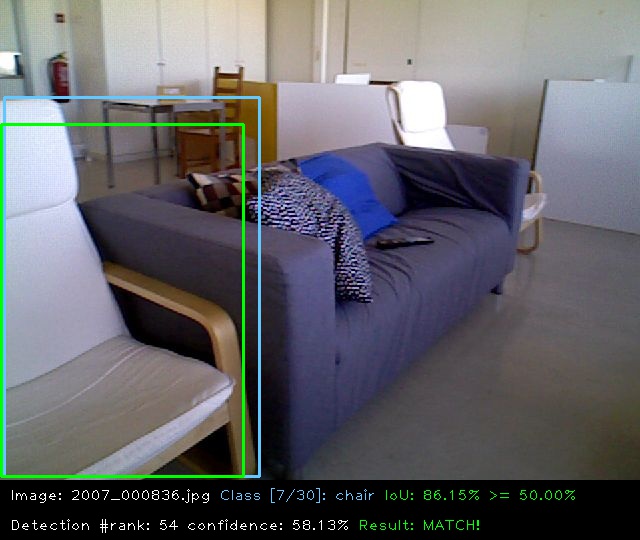 Image: 2007_000836.jpg Class [7/30]: chair IoU: 86.15% >= 50.00%
Detection #rank: 54 confidence: 58.13% Result: MATCH!